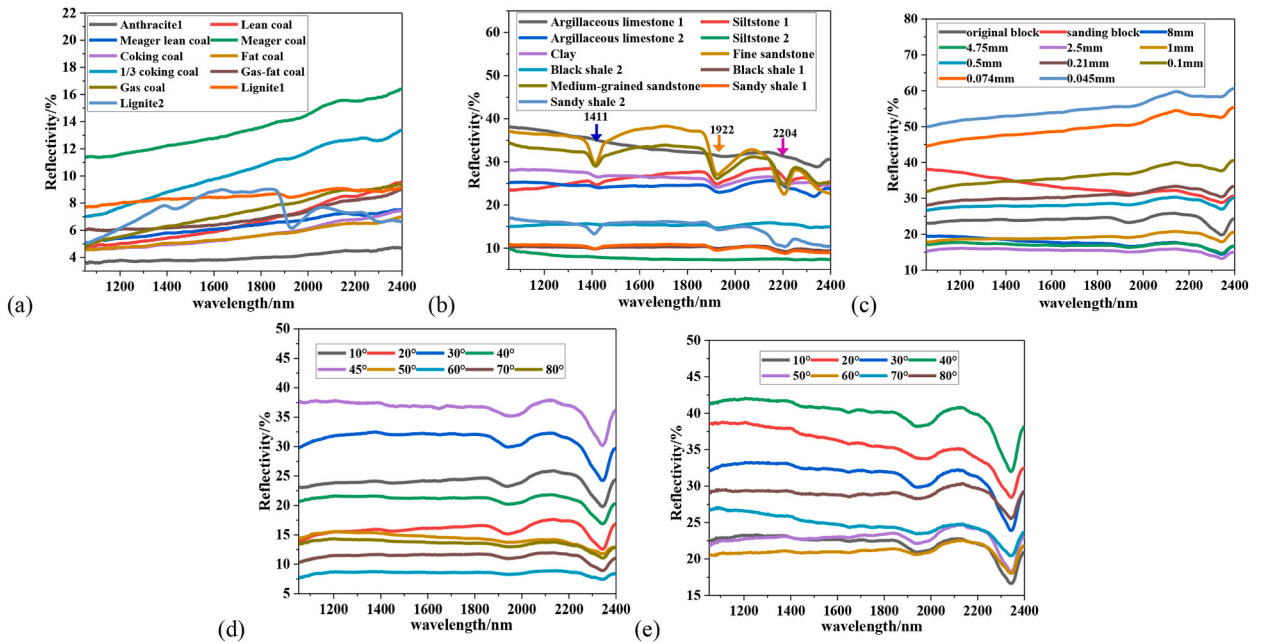 Anthracite1 Lean coal
Meager lean coal Meager coal
Coking coal Fat coal
1/3 coking coal Gas-fat coal
Gas coal Lignite1
Lignite2
22
20
18
16
14
12
10
8
6
4
Reflectivity/%
1200 1400 1600 1800 2000 2200 2400
wavelength/nm
(a)
Argillaceous limestone 1 Siltstone 1
Argillaceous limestone 2 Siltstone 2
Clay Fine sandstone
Black shale 2 Black shale 1
Medium-grained sandstone Sandy shale 1
Sandy shale 2
1411
1922
2204
60
50
40
30
20
10
Reflectivity/%
1200 1400 1600 1800 2000 2200 2400
wavelength/nm
(b)
original block sanding block 8mm
4.75mm 2.5mm 1mm
0.5mm 0.21mm 0.1mm
0.074mm 0.045mm
80
70
60
50
40
30
20
10
Reflectivity/%
1200 1400 1600 1800 2000 2200 2400
wavelength/nm
(c)
10° 20° 30° 40°
45° 50° 60° 70° 80°
50
45
40
35
30
25
20
15
10
5
Reflectivity/%
1200 1400 1600 1800 2000 2200 2400
wavelength/nm
(d)
10° 20° 30° 40°
50° 60° 70° 80°
50
45
40
35
30
25
20
15
Reflectivity/%
1200 1400 1600 1800 2000 2200 2400
wavelength/nm
(e)